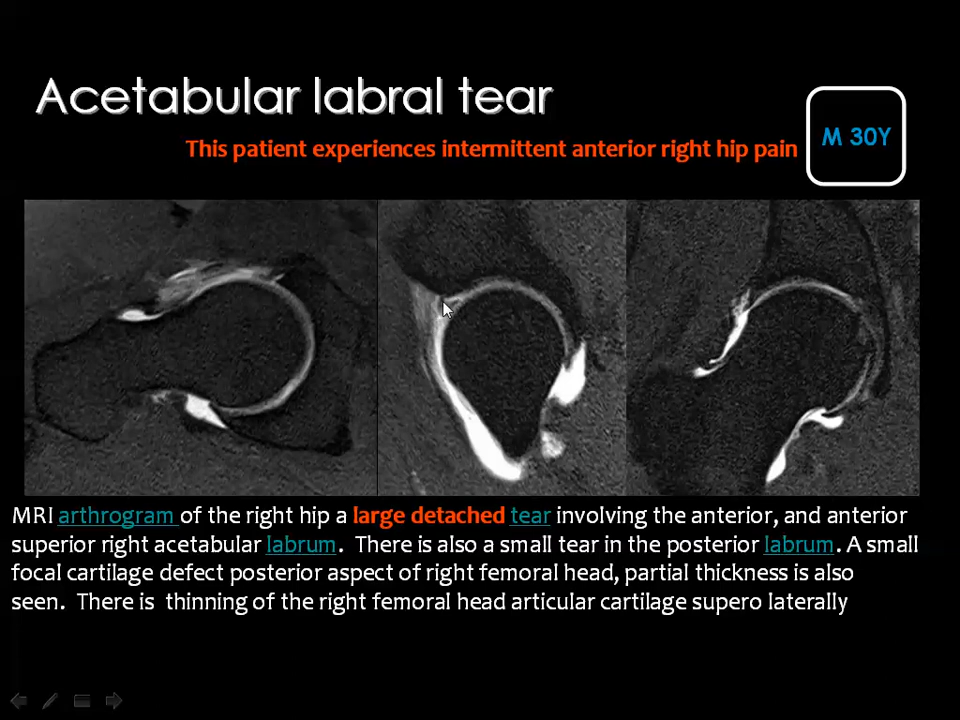 Acetabular labral tear
M 30Y
This patient experiences intermittent anterior right hip pain
MRI arthrogram of the right hip a large detached tear involving the anterior, and anterior
superior right acetabular labrum. There is also a small tear in the posterior labrum. A small
focal cartilage defect posterior aspect of right femoral head, partial thickness is also
seen. There is thinning of the right femoral head articular cartilage supero laterally